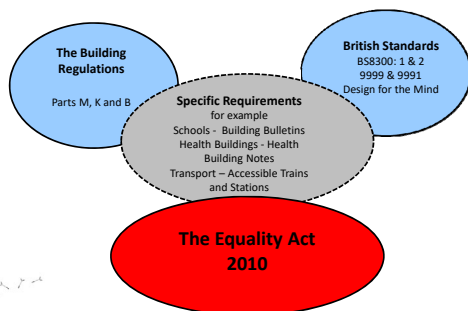 The Building
Regulations
Parts M, K and B
British Standards
BS8300: 1 & 2
9999 & 9991
Design for the Mind
Specific Requirements
for example
Schools - Building Bulletins
Health Buildings - Health
Building Notes
Transport – Accessible Trains
and Stations
The Equality Act
2010